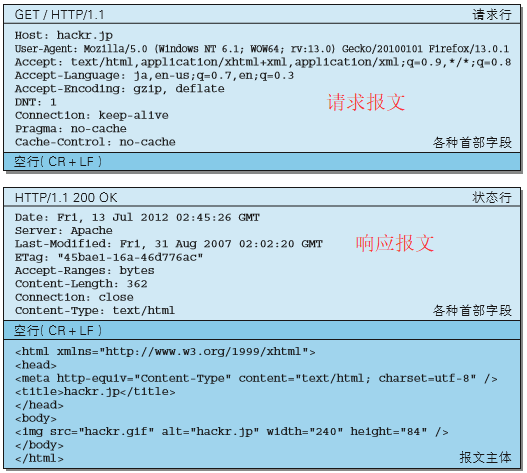 GET / HTTP/1.1 请求行
Host: hackr.jp
User-Agent: Mozilla/5.0 (Windows NT 6.1; WOW64; rv:13.0) Gecko/20100101 Firefox/13.0.1
Accept: text/html,application/xhtml+xml,application/xml;q=0.9,*/*;q=0.8
Accept-Language: ja,en-us;q=0.7,en;q=0.3
Accept-Encoding: gzip, deflate
DNT: 1
请求报文
Connection: keep-alive
Pragma: no-cache
Cache-Control: no-cache 各种首部字段
空行(CR+LF)
HTTP/1.1 200 OK 状态行
Date: Fri, 13 Jul 2012 02:45:26 GMT
Server: Apache
Last-Modified: Fri, 31 Aug 2007 02:02:20 GMT 响应报文
ETag: "45bae1-16a-46d776ac"
Accept-Ranges: bytes
Content-Length: 362
Connection: close
Content-Type: text/html 各种首部字段
空行(CR+LF)
<html xmlns="http://www.w3.org/1999/xhtml">
<head>
<meta http-equiv="Content-Type" content="text/html; charset=utf-8" />
<title>hackr.jp</title>
</head>
<body>
<img src="hackr.gif" alt="hackr.jp" width="240" height="84" />
</body>
</html> 报文主体